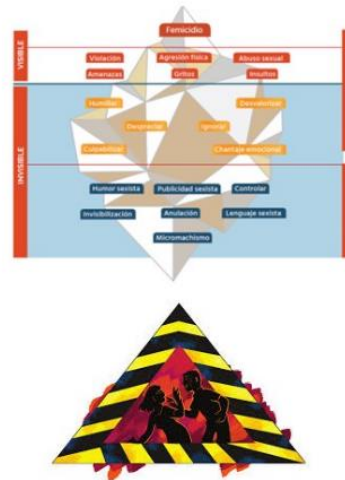 Femicidio
VISIBLE
Violación Agresión física Abuso sexual
Amenazas Gritos Insultos
INVISIBLE
Humillar Desvalorizar
Despreciar Ignorar
Culpabilizar Chantaje emocional
Humor sexista Publicidad sexista Controlar
Invisibilización Anulación Lenguaje sexista
Micromachismo